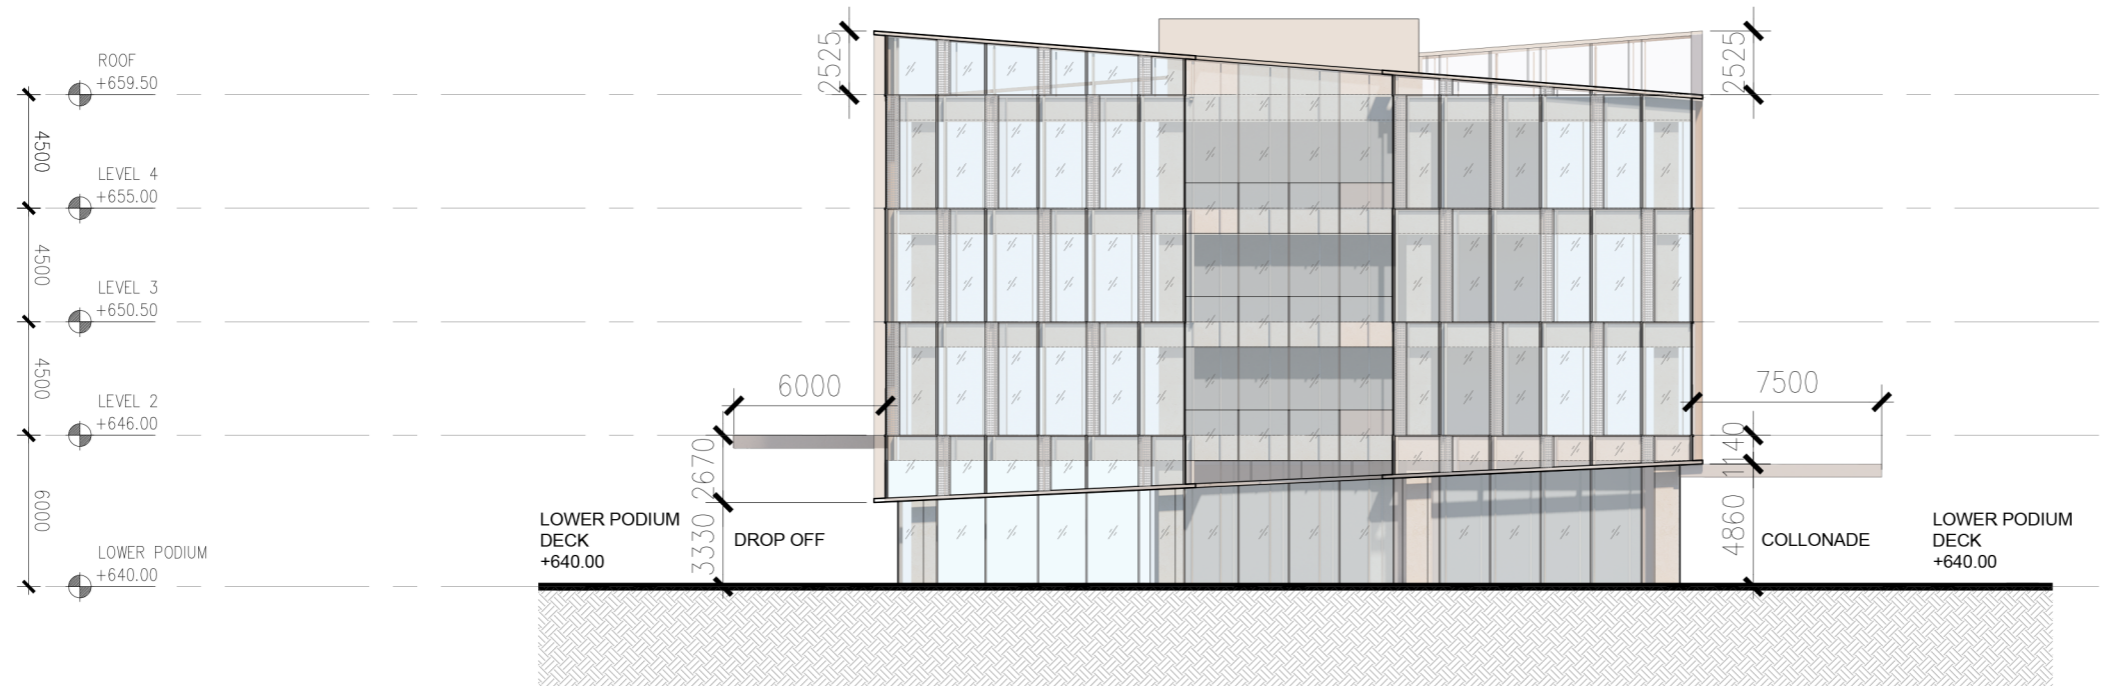 ROOF
+659.50
LEVEL 4
+655.00
LEVEL 3
+650.50
LEVEL 2
+646.00
LOWER PODIUM
+640.00
4500
4500
4500
6000
2525
2525
6000
7500
2670
3330
1140
4860
LOWER PODIUM
DECK
+640.00
DROP OFF
COLLONADE
LOWER PODIUM
DECK
+640.00